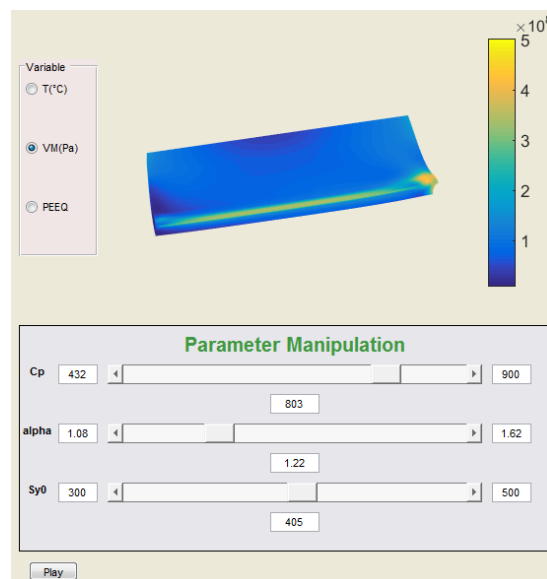 ×10
5
Variable
T(°C)
4
VM(Pa)
3
2
PEEQ
1
Parameter Manipulation
Cp 432 900
803
alpha 1.08 1.62
1.22
Sy0 300 500
405
Play